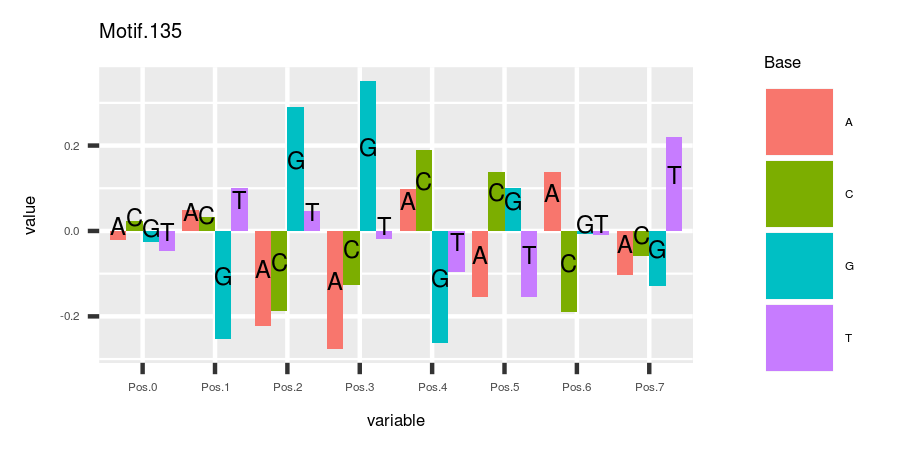 Motif.135
value
0.2
0.0
-0.2
A C G T
A C G T
A C G T
A C G T
A C G T
A C G T
A C G T
A C G T
Pos.0 Pos.1 Pos.2 Pos.3 Pos.4 Pos.5 Pos.6 Pos.7
variable
Base
A
C
G
T